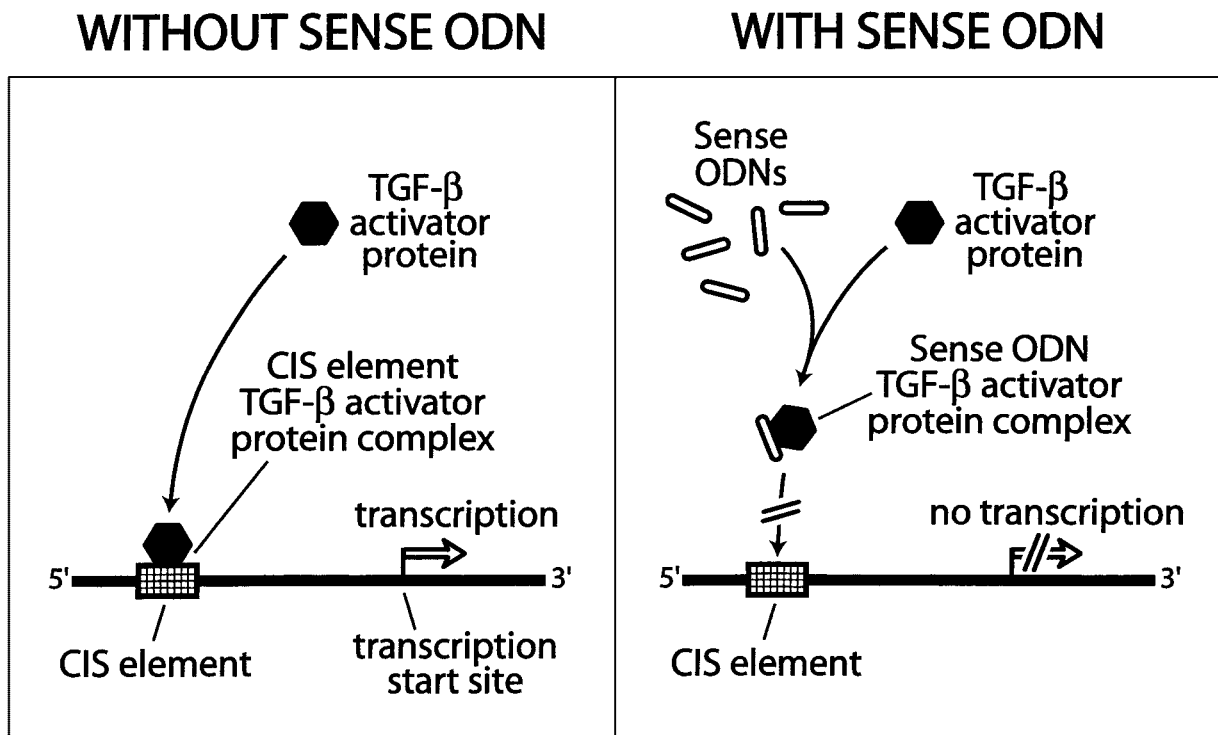 WITHOUT SENSE ODN
TGF-β
activator
protein
CIS element
TGF-β activator
protein complex
transcription
5'
3'
CIS element
transcription
start site
WITH SENSE ODN
Sense
ODNs
TGF-β
activator
protein
Sense ODN
TGF-β activator
protein complex
no transcription
5'
3'
CIS element